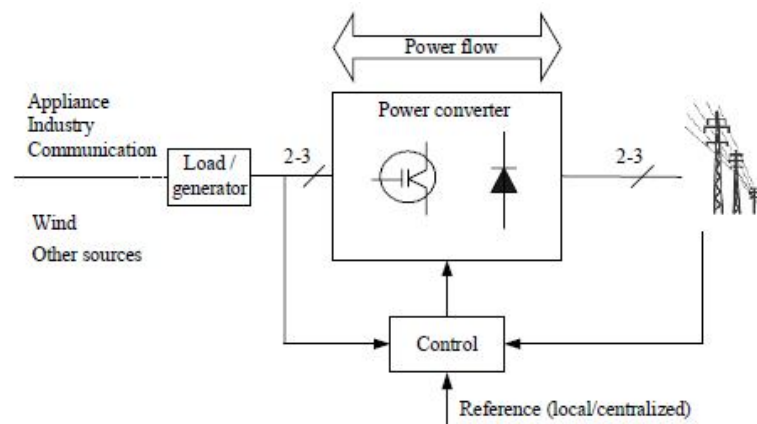 Power flow
Appliance
Industry
Communication
Power converter
2-3
Load /
generator
2-3
Wind
Other sources
Control
Reference (local/centralized)